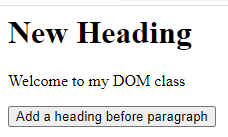 New Heading
Welcome to my DOM class
Add a heading before paragraph